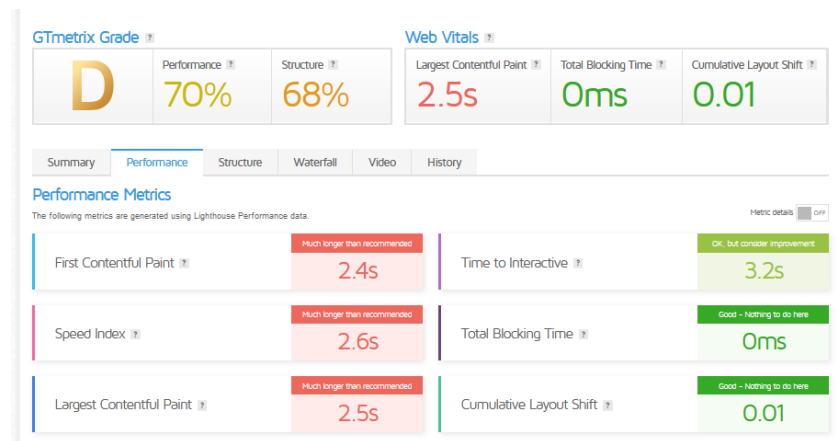 GTmetrix Grade ?
Web Vitals ?
D
Performance ?
70%
Structure ?
68%
Largest Contentful Paint ?
2.5s
Total Blocking Time ?
0ms
Cumulative Layout Shift ?
0.01
Summary Performance Structure Waterfall Video History
Performance Metrics
The following metrics are generated using Lighthouse Performance data.
Metric details OFF
First Contentful Paint ?
Much longer than recommended
2.4s
Time to Interactive ?
OK, but consider improvement
3.2s
Speed Index ?
Much longer than recommended
2.6s
Total Blocking Time ?
Good - Nothing to do here
0ms
Largest Contentful Paint ?
Much longer than recommended
2.5s
Cumulative Layout Shift ?
Good - Nothing to do here
0.01